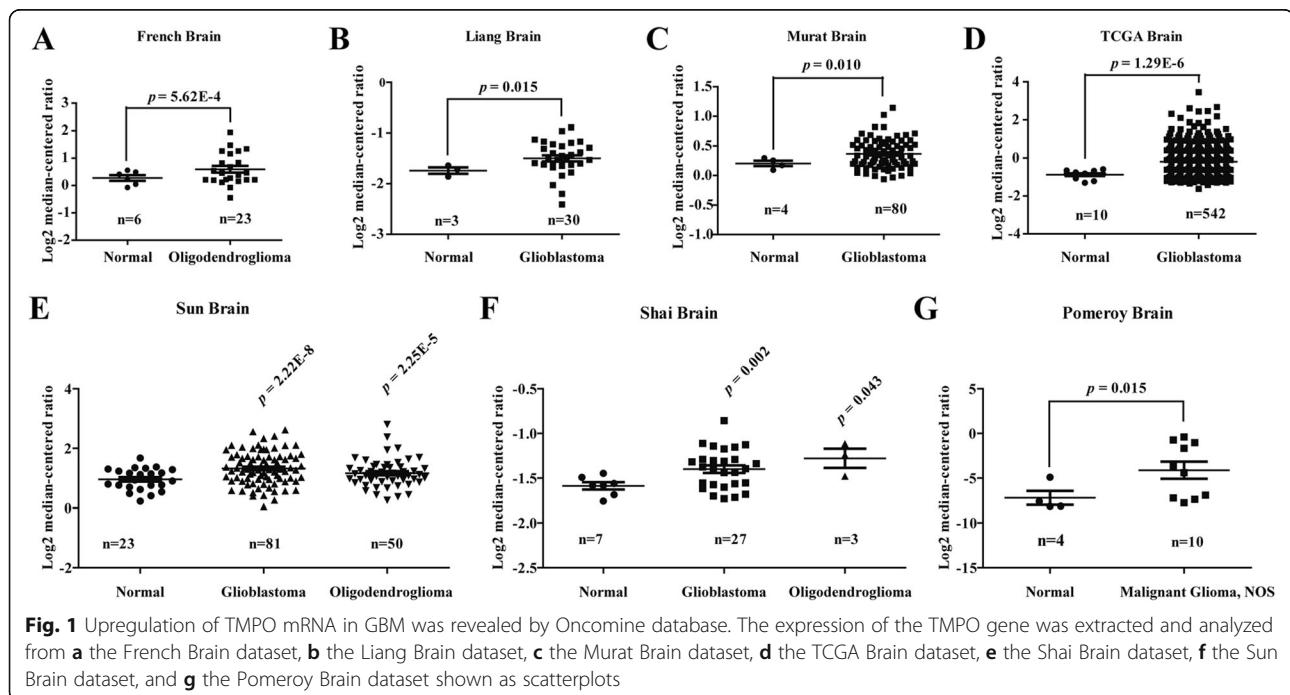 A
French Brain
Log2 median-centered ratio
3
2
1
0
-1
-2
p = 5.62E-4
n=6
n=23
Normal
Oligodendroglioma
B
Liang Brain
Log2 median-centered ratio
0
-1
-2
-3
p = 0.015
n=3
n=30
Normal
Glioblastoma
C
Murat Brain
Log2 median-centered ratio
1.5
1.0
0.5
0.0
-0.5
-1.0
p = 0.010
n=4
n=80
Normal
Glioblastoma
D
TCGA Brain
Log2 median-centered ratio
4
2
0
-2
-4
p = 1.29E-6
n=10
n=542
Normal
Glioblastoma
E
Sun Brain
Log2 median-centered ratio
4
2
0
-2
p = 2.22E-8
p = 2.25E-5
n=23
n=81
n=50
Normal
Glioblastoma
Oligodendroglioma
F
Shai Brain
Log2 median-centered ratio
-0.5
-1.0
-1.5
-2.0
-2.5
p = 0.002
p = 0.043
n=7
n=27
n=3
Normal
Glioblastoma
Oligodendroglioma
G
Pomeroy Brain
Log2 median-centered ratio
5
0
-5
-10
-15
p = 0.015
n=4
n=10
Normal
Malignant Glioma, NOS
Fig. 1 Upregulation of TMPO mRNA in GBM was revealed by Oncomine database. The expression of the TMPO gene was extracted and analyzed
from a the French Brain dataset, b the Liang Brain dataset, c the Murat Brain dataset, d the TCGA Brain dataset, e the Shai Brain dataset, f the Sun
Brain dataset, and g the Pomeroy Brain dataset shown as scatterplots